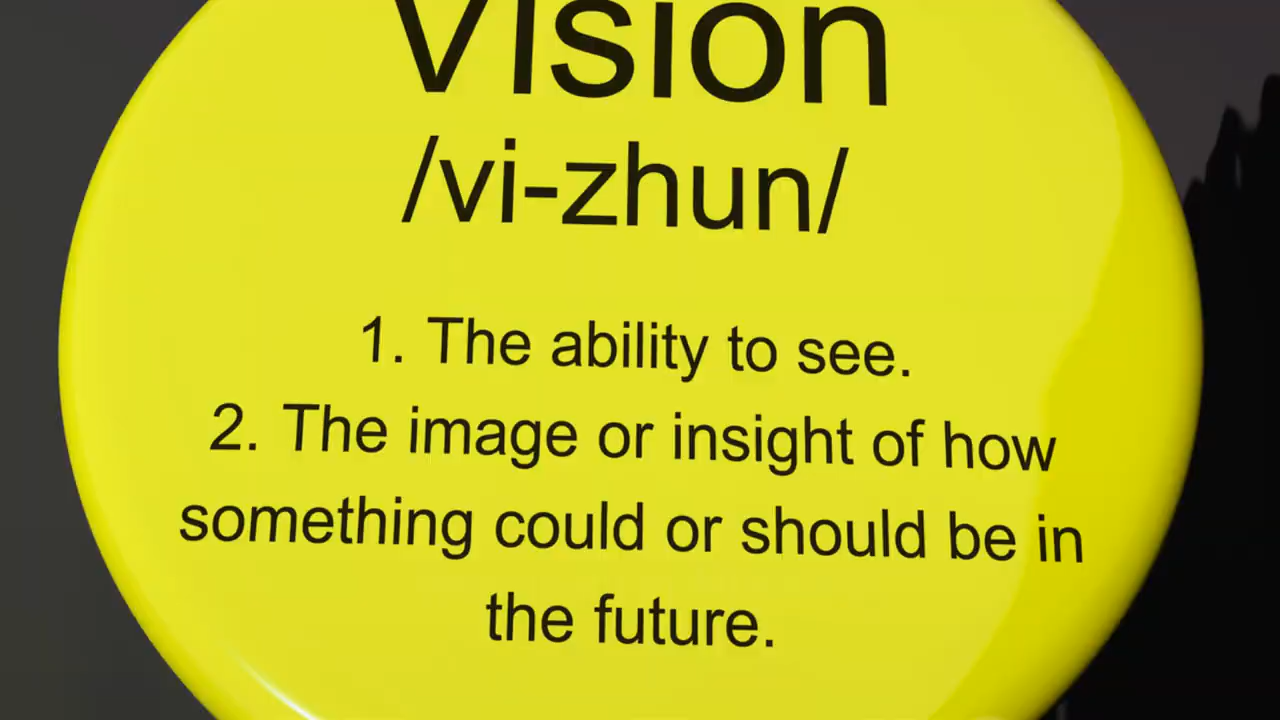 Vision
/vi-zhun/
1. The ability to see.
2. The image or insight of how
something could or should be in
the future.